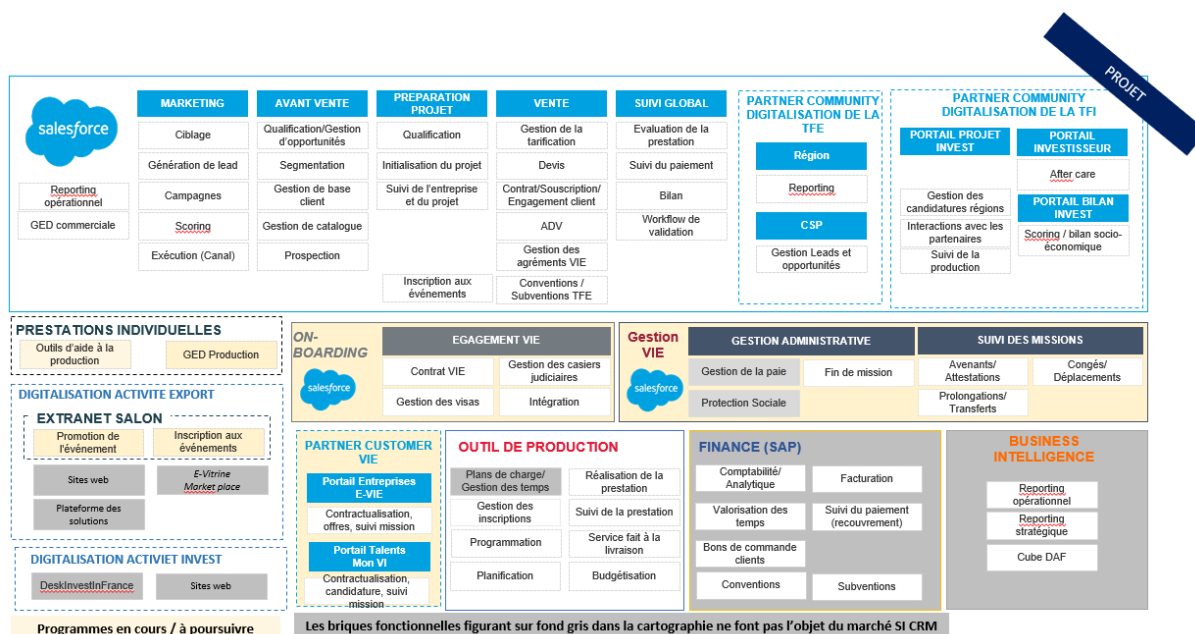 PROJET
salesforce
Reporting
opérationnel
GED commerciale
MARKETING
Ciblage
Génération de lead
Campagnes
Scoring
Exécution (Canal)
AVANT VENTE
Qualification/Gestion
d'opportunités
Segmentation
Gestion de base
client
Gestion de catalogue
Prospection
PREPARATION
PROJET
Qualification
Initialisation du projet
Suivi de l'entreprise
et du projet
Inscription aux
événements
VENTE
Gestion de la
tarification
Devis
Contrat/Souscription/
Engagement client
ADV
Gestion des
agréments VIE
Conventions /
Subventions TFE
SUIVI GLOBAL
Evaluation de la
prestation
Suivi du paiement
Bilan
Workflow de
validation
PARTNER COMMUNITY
DIGITALISATION DE LA
TFE
Région
Reporting
CSP
Gestion Leads et
opportunités
PARTNER COMMUNITY
DIGITALISATION DE LA TFI
PORTAIL PROJET
INVEST
Gestion des
candidatures régions
Interactions avec les
partenaires
Suivi de la
production
PORTAIL
INVESTISSEUR
After care
PORTAIL BILAN
INVEST
Scoring / bilan socio-
économique
PRESTATIONS INDIVIDUELLES
Outils d'aide à la
production
GED Production
DIGITALISATION ACTIVITE EXPORT
EXTRANET SALON
Promotion de
l'événement
Inscription aux
événements
Sites web
E-Vitrine
Market place
Plateforme des
solutions
DIGITALISATION ACTIVIET INVEST
DeskInvestInFrance
Sites web
ON-
BOARDING
salesforce
EGAGEMENT VIE
Contrat VIE
Gestion des casiers
judiciaires
Gestion des visas
Intégration
Gestion
VIE
salesforce
GESTION ADMINISTRATIVE
Gestion de la paie
Fin de mission
Protection Sociale
SUIVI DES MISSIONS
Avenants/
Attestations
Congés/
Déplacements
Prolongations/
Transferts
PARTNER CUSTOMER
VIE
Portail Entreprises
E-VIE
Contractualisation,
offres, suivi mission
Portail Talents
Mon VI
Contractualisation,
candidature, suivi
mission
OUTIL DE PRODUCTION
Plans de charge/
Gestion des temps
Réalisation de la
prestation
Gestion des
inscriptions
Suivi de la prestation
Programmation
Service fait à la
livraison
Planification
Budgétisation
FINANCE (SAP)
Comptabilité/
Analytique
Facturation
Valorisation des
temps
Suivi du paiement
(recouvrement)
Bons de commande
clients
Conventions
Subventions
BUSINESS
INTELLIGENCE
Reporting
opérationnel
Reporting
stratégique
Cube DAF
Programmes en cours / à poursuivre
Les briques fonctionnelles figurant sur fond gris dans la cartographie ne font pas l'objet du marché SI CRM